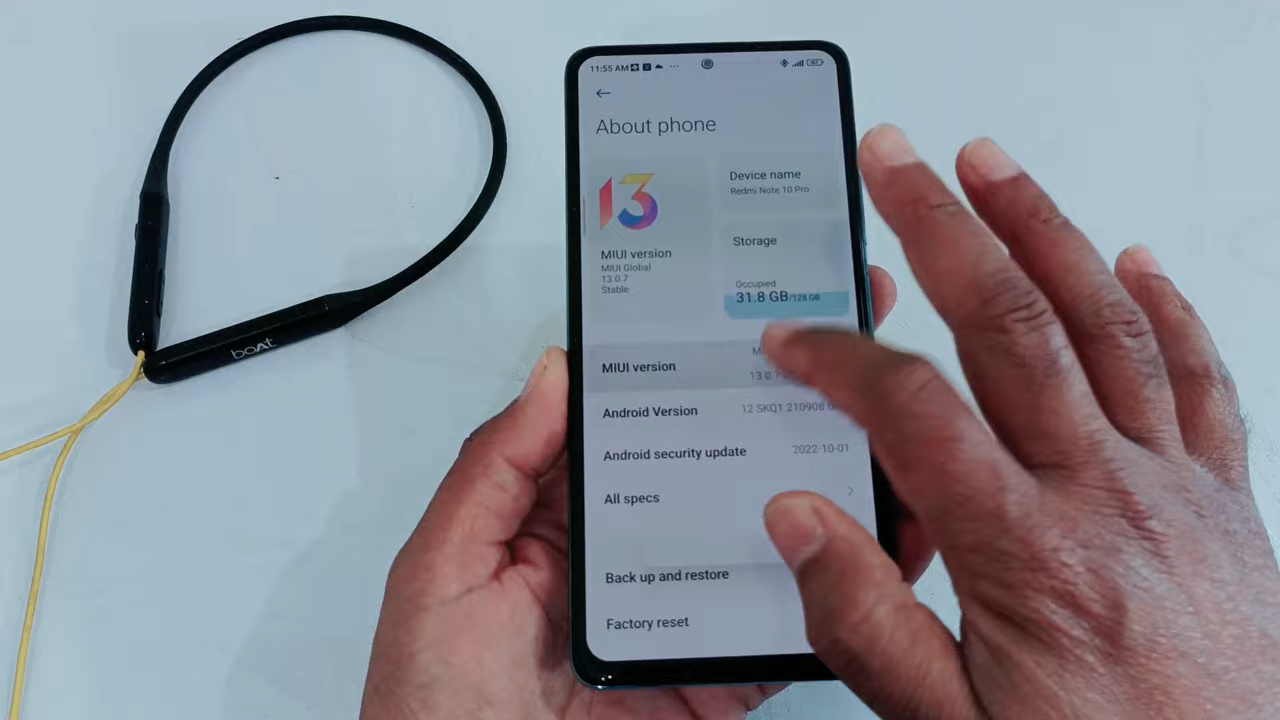 11:55 AM
About phone
13
MIUI version
MIUI Global
13.0.7
Stable
Device name
Redmi Note 10 Pro
Storage
Occupied
31.8 GB/128 GB
MIUI version
13.0.7
Android Version
12 SKQ1.210908
Android security update
2022-10-01
All specs
Back up and restore
Factory reset
boAt